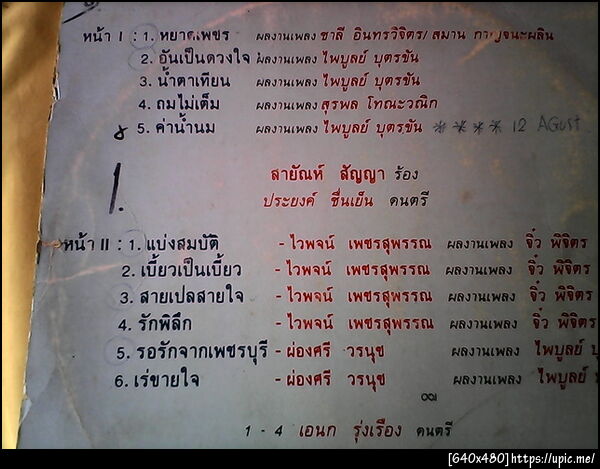 หน้า I : 1. หยาดเพชร ผลงานเพลง ชาลี อินทรวิจิตร/ สมาน กาญจนะผลิน
2. อันเป็นดวงใจ ผลงานเพลง ไพบูลย์ บุตรขัน
3. น้ำตาเทียน ผลงานเพลง ไพบูลย์ บุตรขัน
4. ถมไม่เต็ม ผลงานเพลง สุรพล โทณะวณิก
5. ค่าน้ำนม ผลงานเพลง ไพบูลย์ บุตรขัน **** 12 AGUST
1.
สายัณห์ สัญญา ร้อง
ประยงค์ ชื่นเย็น ดนตรี
หน้า II : 1. แบ่งสมบัติ - ไวพจน์ เพชรสุพรรณ ผลงานเพลง จิ๋ว พิจิตร
2. เบี้ยวเป็นเบี้ยว - ไวพจน์ เพชรสุพรรณ ผลงานเพลง จิ๋ว พิจิตร
3. สายเปลสายใจ - ไวพจน์ เพชรสุพรรณ ผลงานเพลง จิ๋ว พิจิตร
4. รักพิลึก - ไวพจน์ เพชรสุพรรณ ผลงานเพลง จิ๋ว พิจิตร
5. รอรักจากเพชรบุรี - ผ่องศรี วรนุช ผลงานเพลง ไพบูลย์
6. เร่ขายใจ - ผ่องศรี วรนุช ผลงานเพลง ไพบูลย์
1 - 4 เอนก รุ่งเรือง ดนตรี
[640x480]https://upic.me/